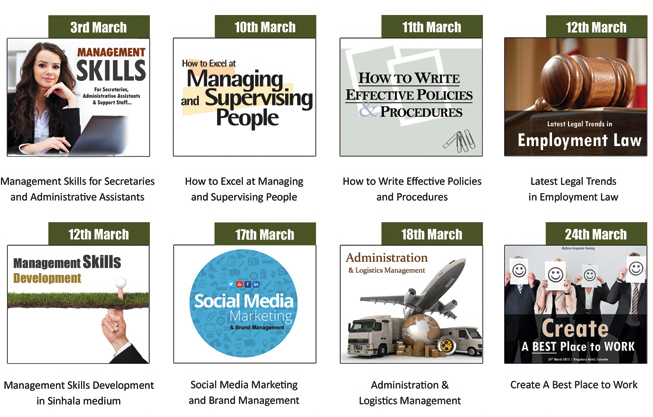 3rd March
MANAGEMENT
SKILLS
For Secretaries,
Administrative Assistants
& Support Staff...
Management Skills for Secretaries
and Administrative Assistants
10th March
How to Excel at
Managing
and Supervising
People
How to Excel at Managing
and Supervising People
11th March
How to Write
Effective Policies
& Procedures
How to Write Effective Policies
and Procedures
12th March
Latest Legal Trends in
Employment Law
Latest Legal Trends
in Employment Law
12th March
Management Skills
Development
Management Skills Development
in Sinhala medium
17th March
Social Media
Marketing
& Brand Management
Social Media Marketing
and Brand Management
18th March
Administration
& Logistics Management
Administration &
Logistics Management
24th March
Create
A BEST Place to WORK
Create A Best Place to Work